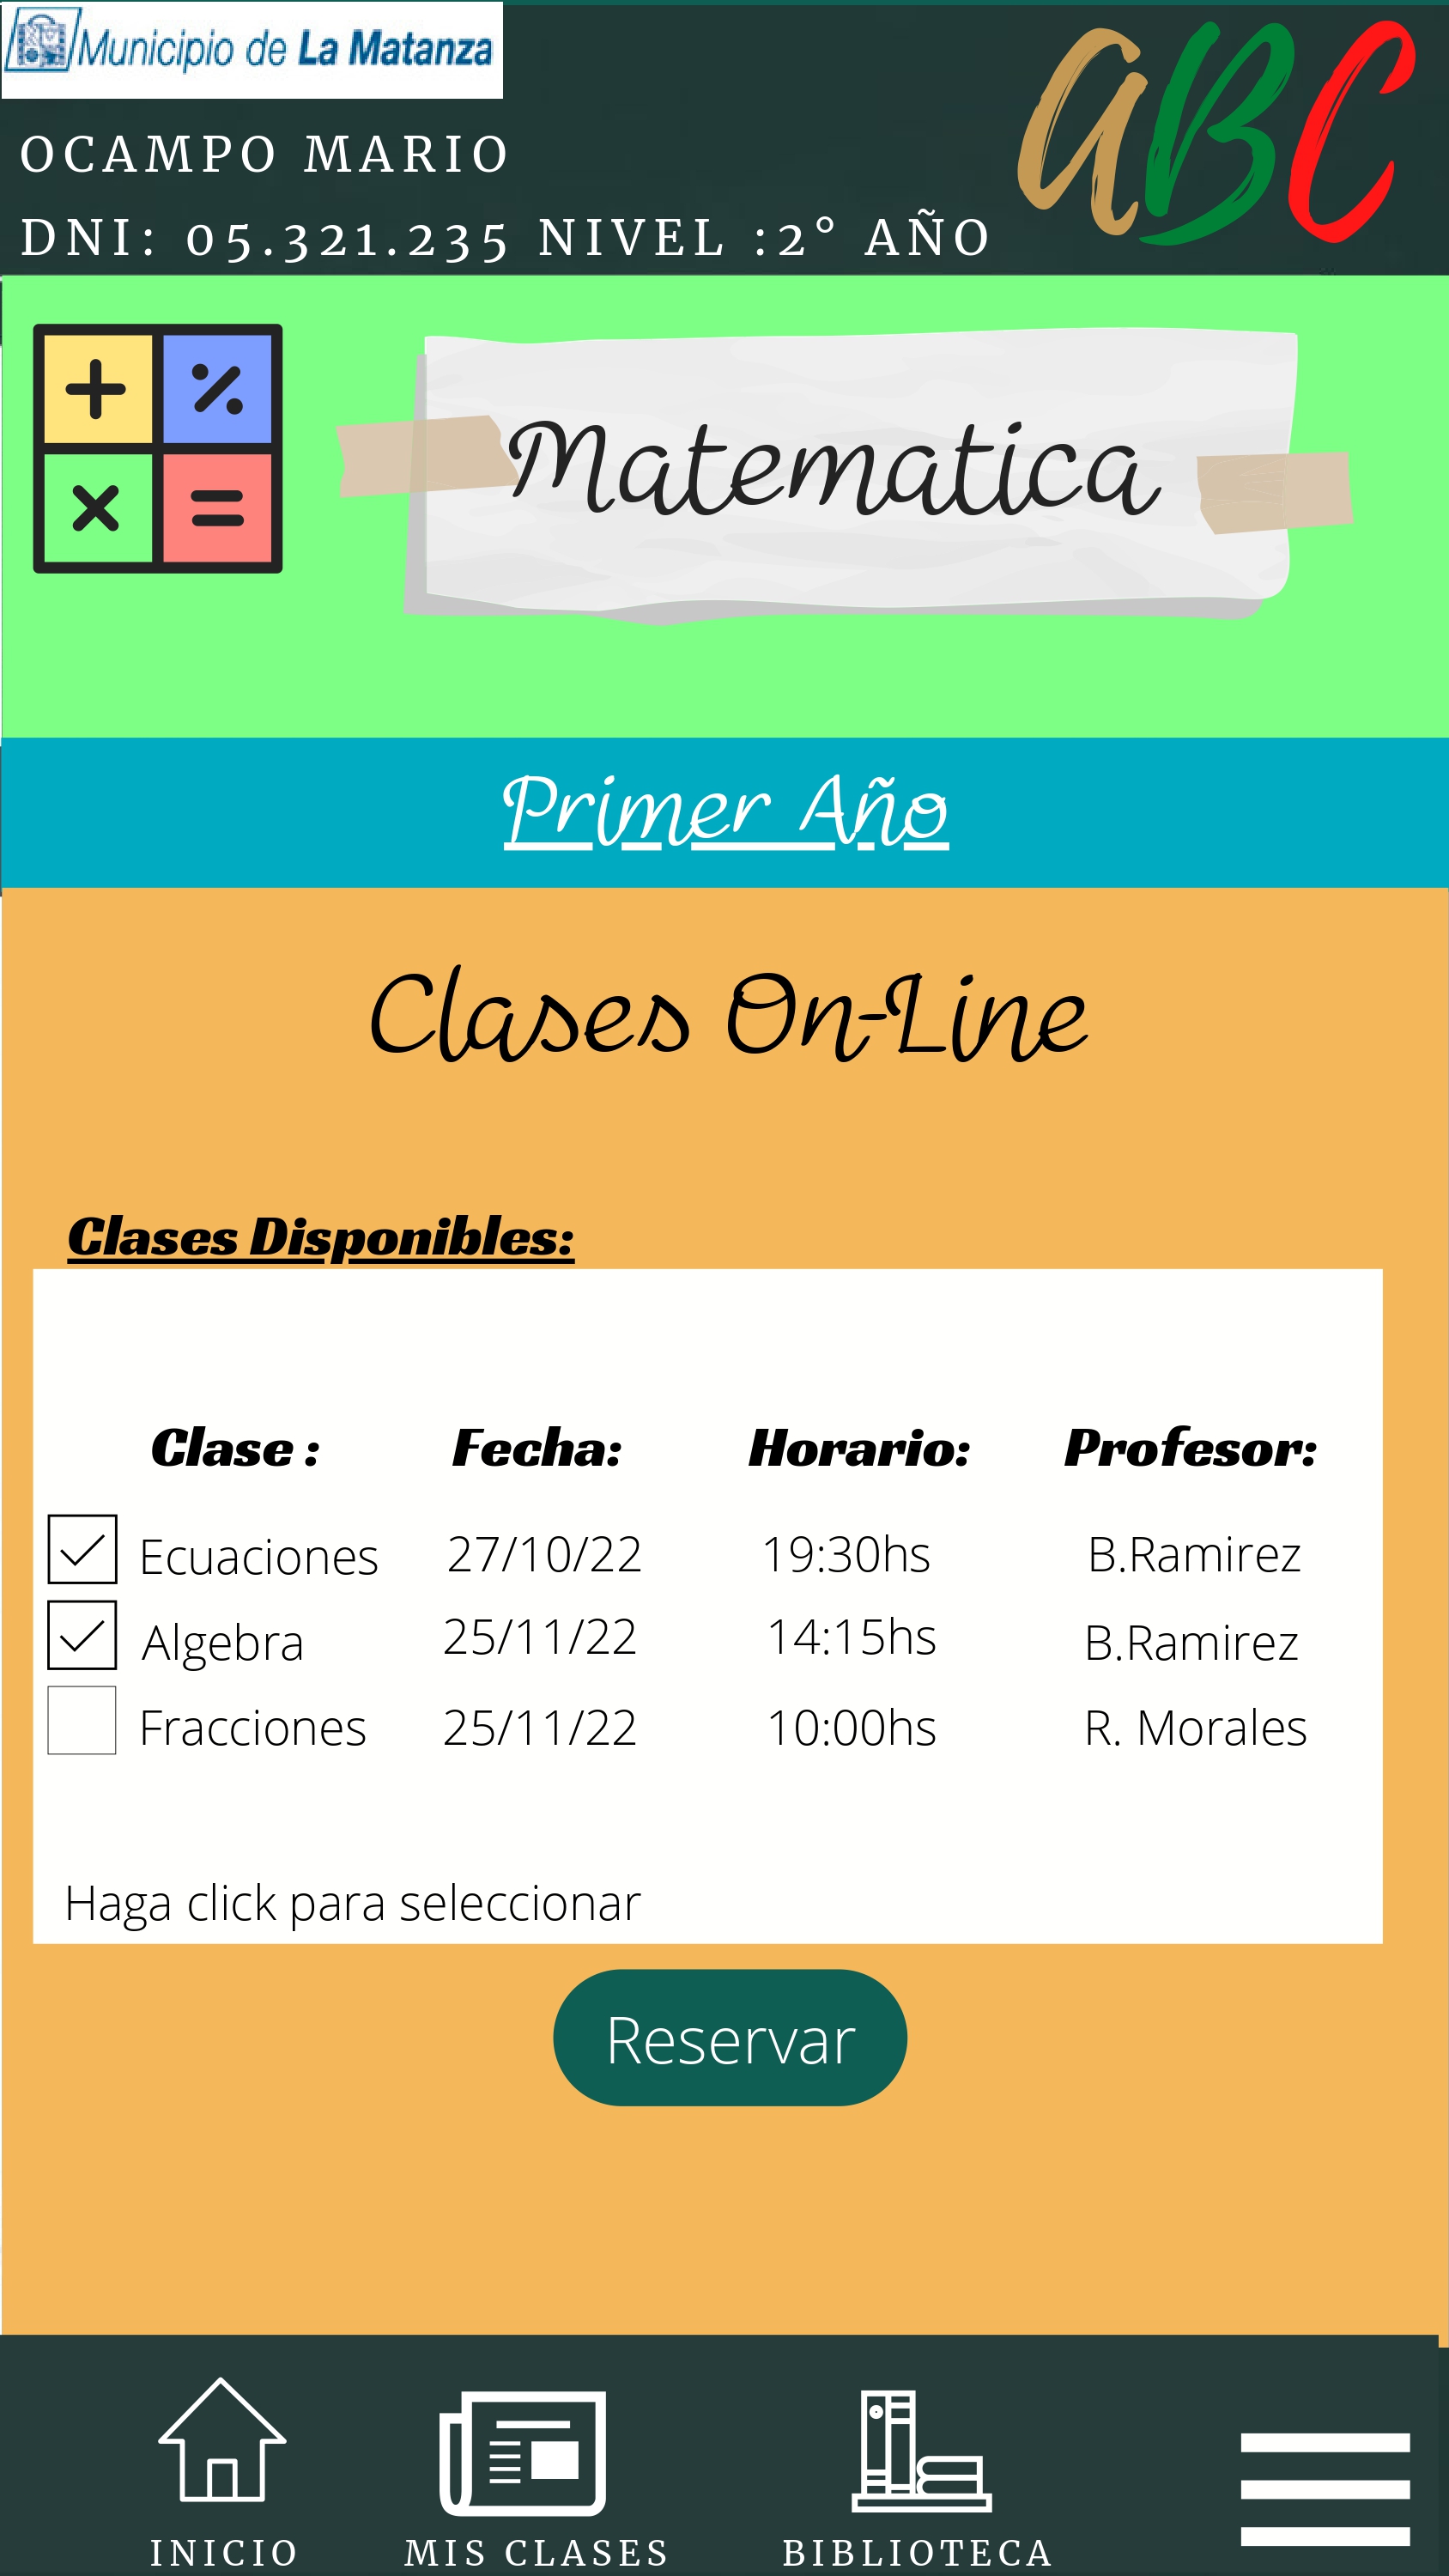 Municipio de La Matanza
aBC
OCAMPO MARIO
DNI: 05.321.235 NIVEL :2° AÑO
+ %
× =
Matematica
Primer Año
Clases On-Line
Clases Disponibles:
Clase : Fecha: Horario: Profesor:
Ecuaciones 27/10/22 19:30hs B.Ramirez
Algebra 25/11/22 14:15hs B.Ramirez
Fracciones 25/11/22 10:00hs R. Morales
Haga click para seleccionar
Reservar
INICIO MIS CLASES BIBLIOTECA